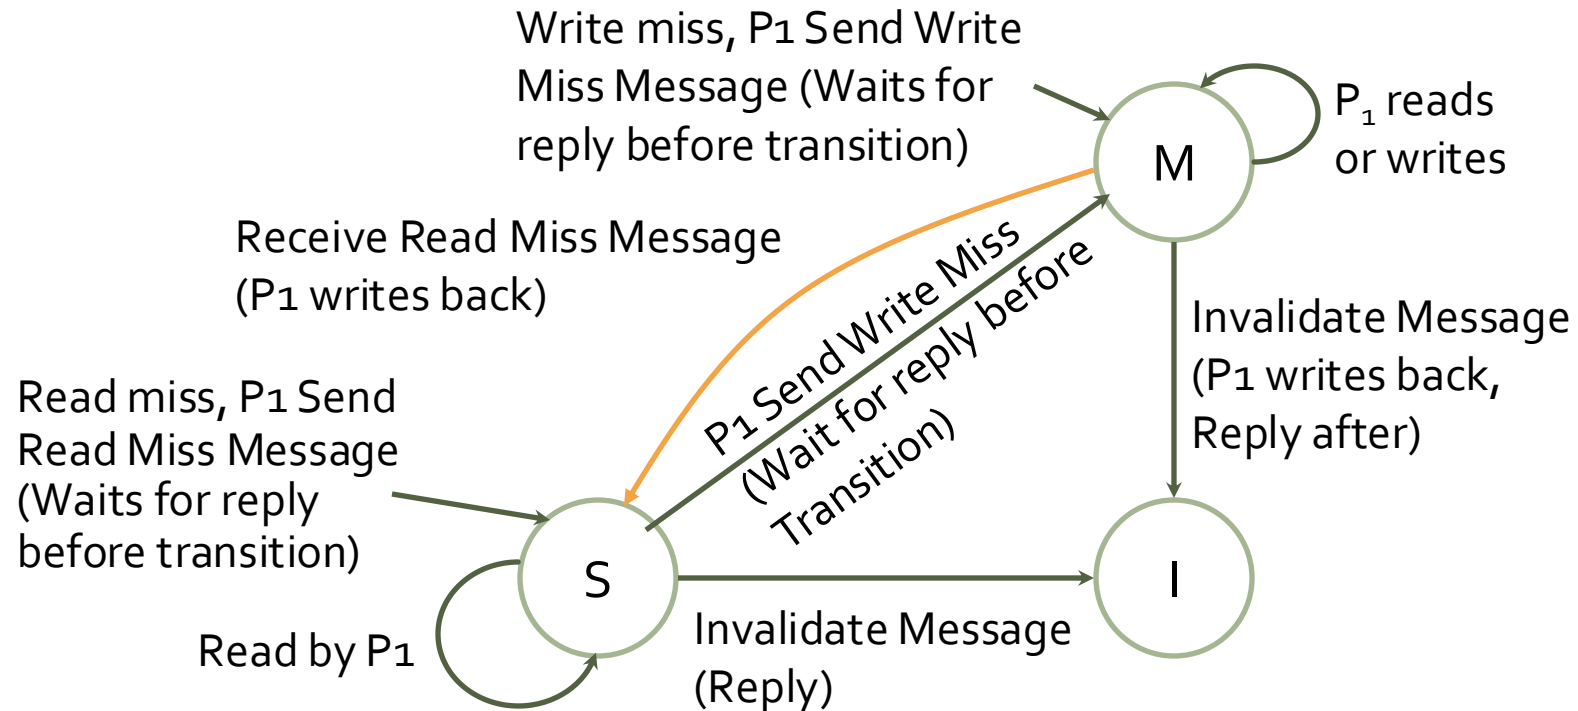 Write miss, P1 Send Write
Miss Message (Waits for
reply before transition)
P1 reads
or writes
M
Receive Read Miss Message
(P1 writes back)
P1 Send Write Miss
(Wait for reply before
Transition)
Invalidate Message
(P1 writes back,
Reply after)
Read miss, P1 Send
Read Miss Message
(Waits for reply
before transition)
S
I
Read by P1
Invalidate Message
(Reply)